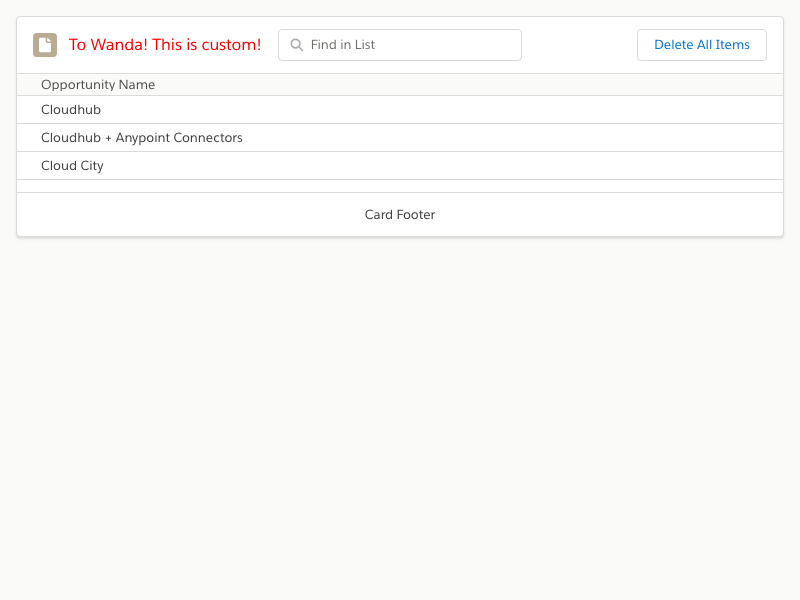 To Wanda! This is custom!
Find in List
Delete All Items
Opportunity Name
Cloudhub
Cloudhub + Anypoint Connectors
Cloud City
Card Footer